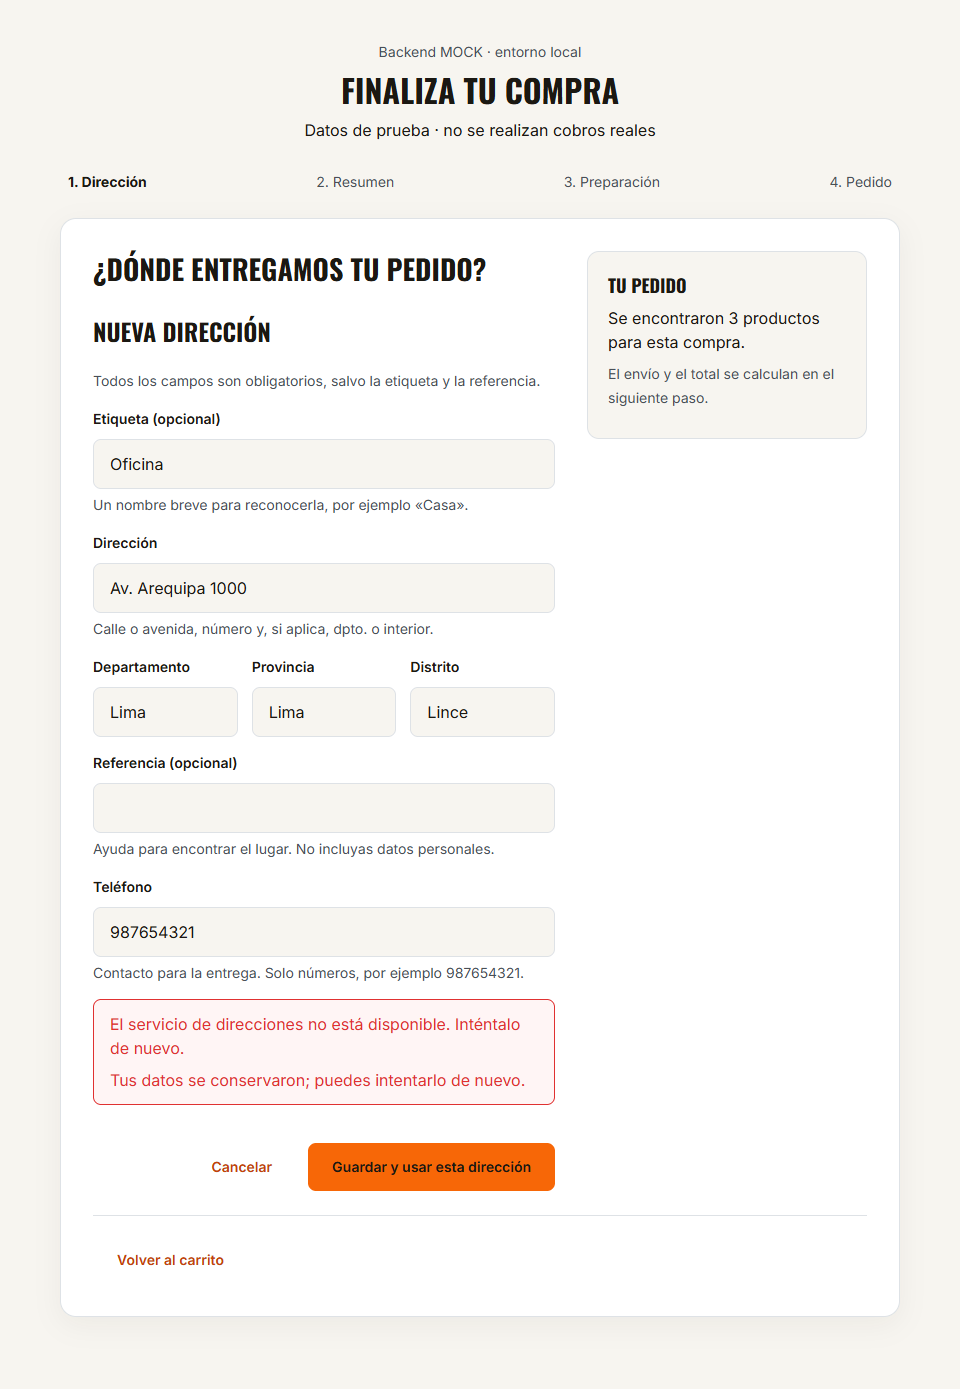 Backend MOCK · entorno local
FINALIZA TU COMPRA
Datos de prueba · no se realizan cobros reales
1. Dirección
2. Resumen
3. Preparación
4. Pedido
¿DÓNDE ENTREGAMOS TU PEDIDO?
NUEVA DIRECCIÓN
Todos los campos son obligatorios, salvo la etiqueta y la referencia.
Etiqueta (opcional)
Oficina
Un nombre breve para reconocerla, por ejemplo «Casa».
Dirección
Av. Arequipa 1000
Calle o avenida, número y, si aplica, dpto. o interior.
Departamento
Provincia
Distrito
Lima
Lima
Lince
Referencia (opcional)
Ayuda para encontrar el lugar. No incluyas datos personales.
Teléfono
987654321
Contacto para la entrega. Solo números, por ejemplo 987654321.
El servicio de direcciones no está disponible. Inténtalo
de nuevo.
Tus datos se conservaron; puedes intentarlo de nuevo.
Cancelar
Guardar y usar esta dirección
TU PEDIDO
Se encontraron 3 productos
para esta compra.
El envío y el total se calculan en el
siguiente paso.
Volver al carrito